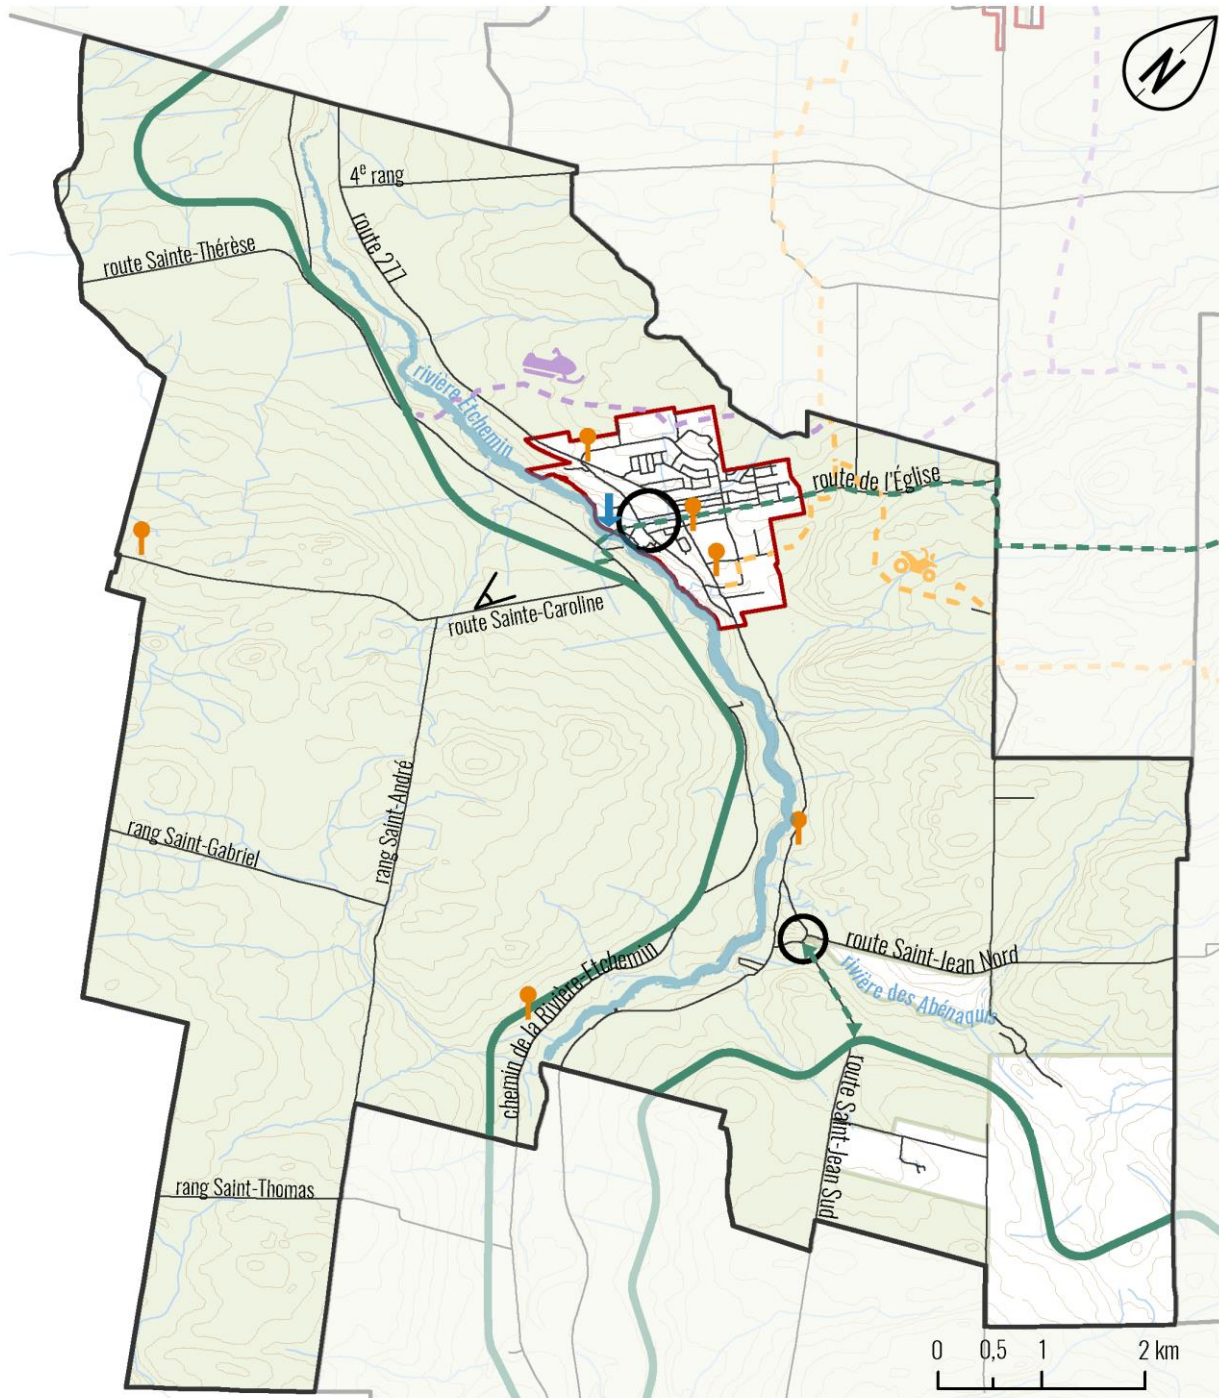 N
4e rang
route 277
route Sainte-Thérèse
rivière-Etchemin
route de l'Église
route Sainte-Caroline
rang Saint-André
rang Saint-Gabriel
route Saint-Jean Nord
rivière des Abénaquis
chemin de la Rivière-Etchemin
route Saint-Jean Sud
rang Saint-Thomas
0 0,5 1 2 km